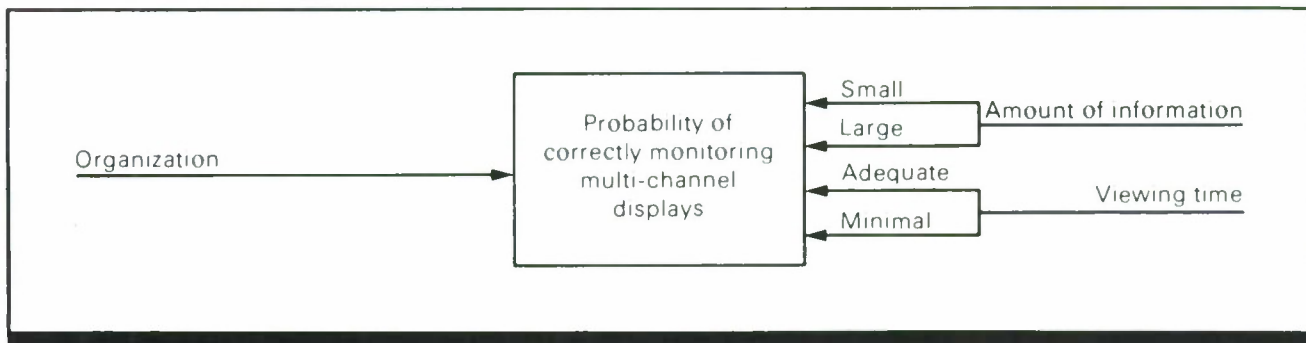 Organization
Probability of
correctly monitoring
multi-channel
displays
Small
Large
Amount of information
Adequate
Minimal
Viewing time